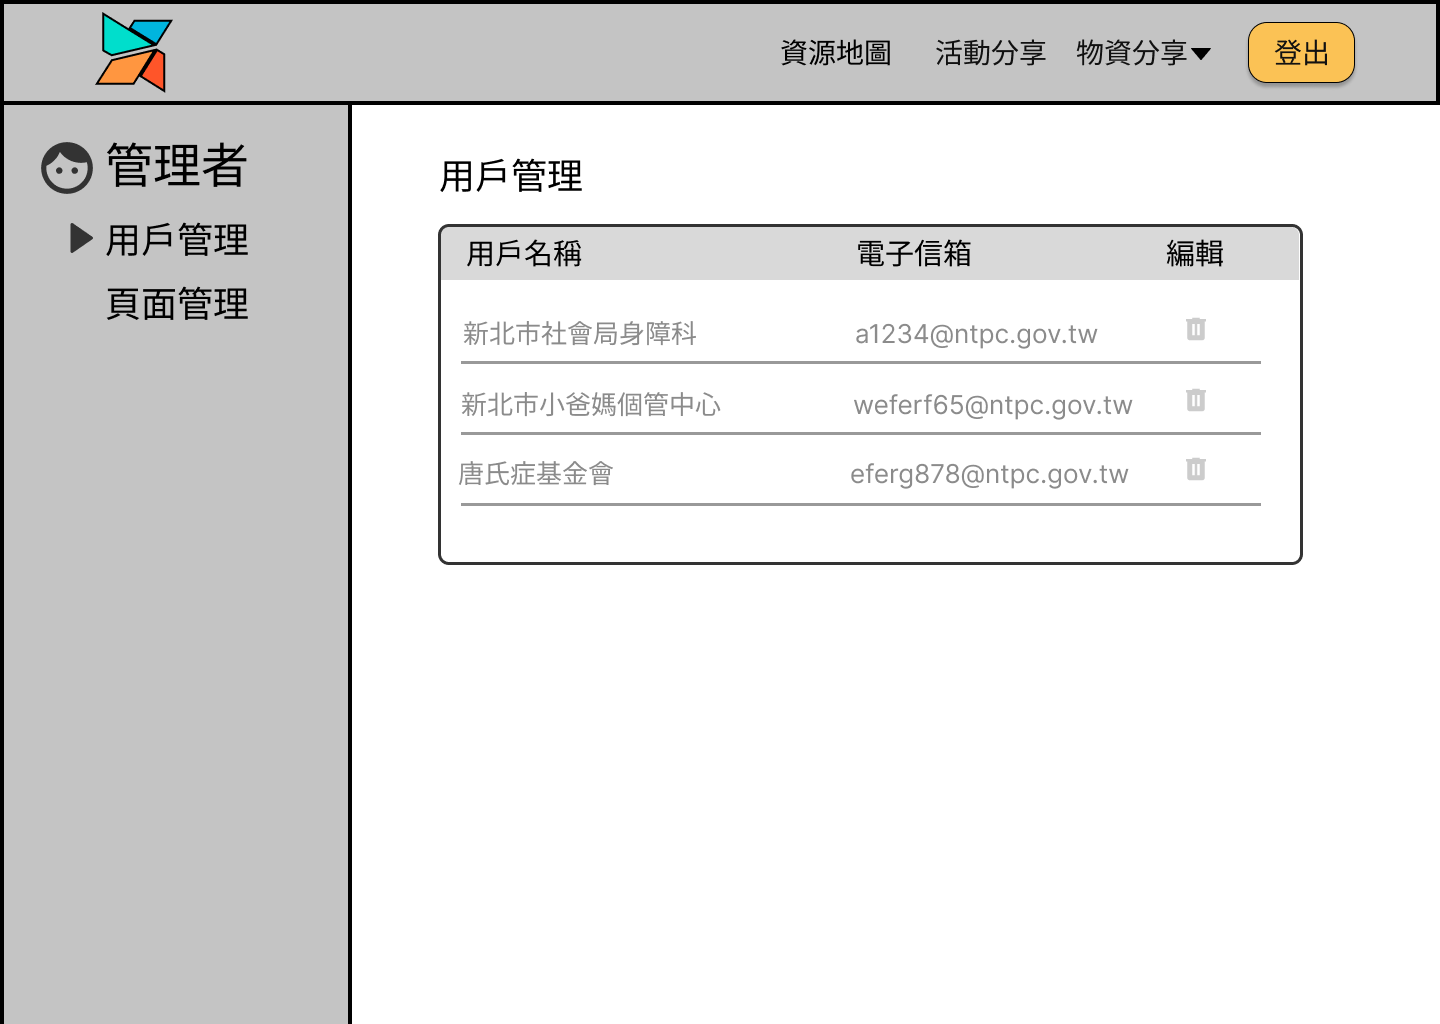 資源地圖 活動分享 物資分享 登出
管理者
用戶管理
頁面管理
用戶管理
用戶名稱 電子信箱 編輯
新北市社會局身障科 a1234@ntpc.gov.tw
新北市小爸媽個管中心 weferf65@ntpc.gov.tw
唐氏症基金會 eferg878@ntpc.gov.tw